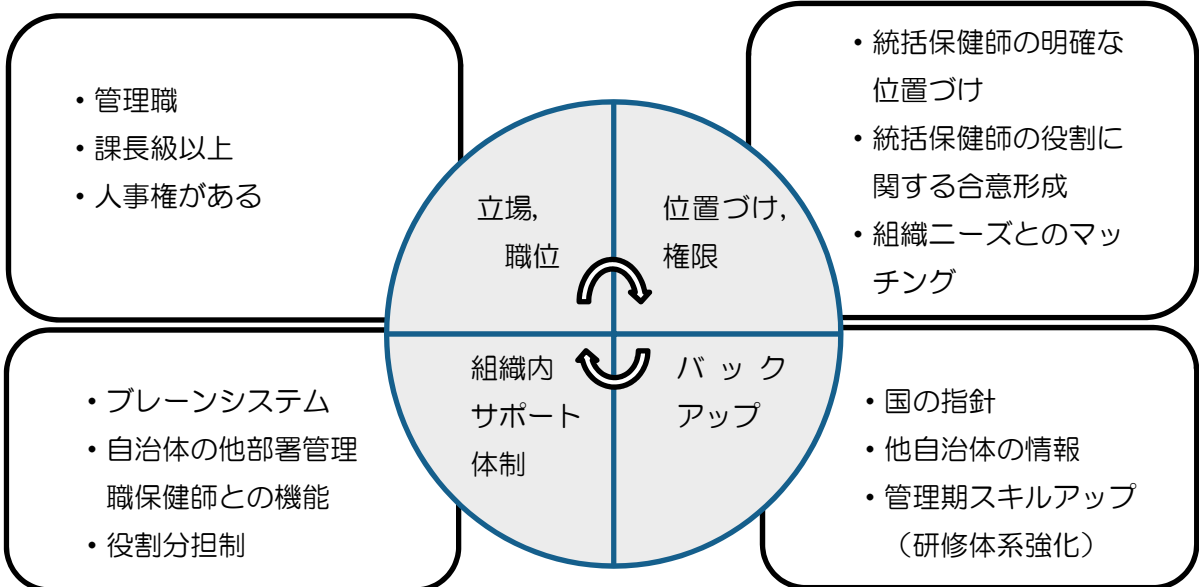 ・管理職
・課長級以上
・人事権がある
・統括保健師の明確な
位置づけ
・統括保健師の役割に
関する合意形成
・組織ニーズとのマッ
チング
立場,
職位
位置づけ,
権限
組織内
サポート
体制
バック
アップ
・ブレーンシステム
・自治体の他部署管理
職保健師との機能
・役割分担制
・国の指針
・他自治体の情報
・管理期スキルアップ
（研修体系強化）